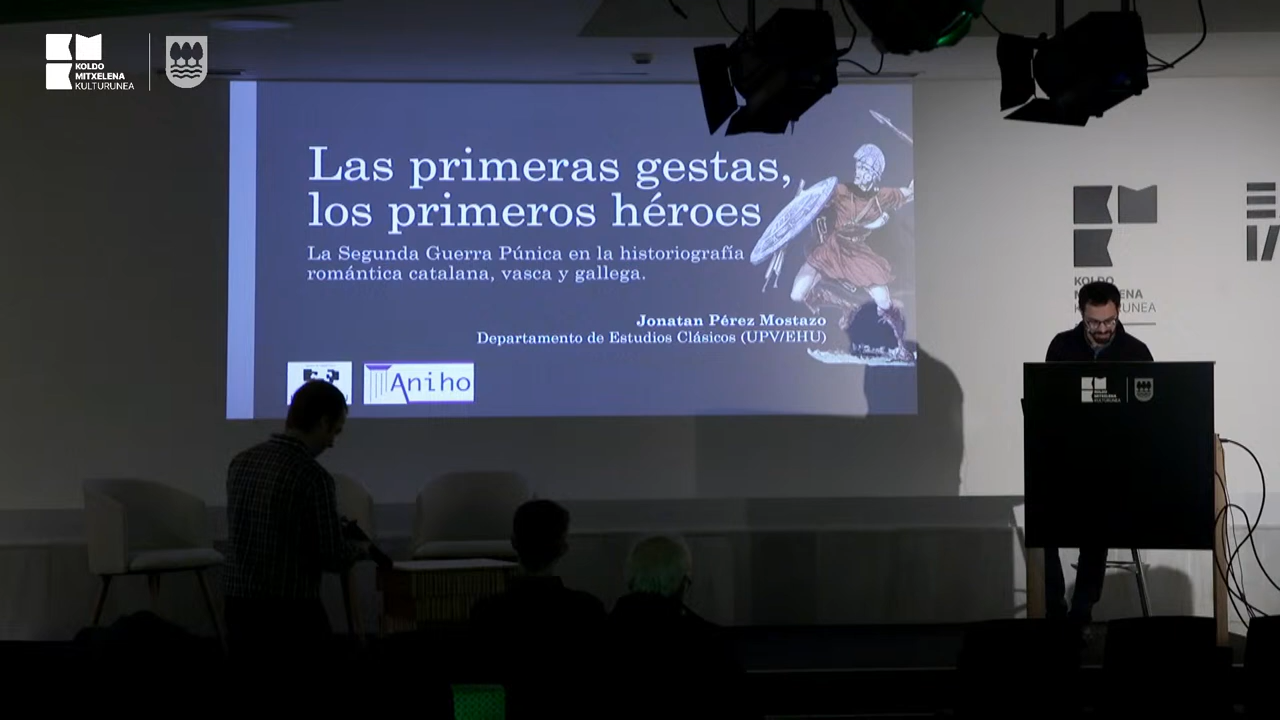 KOLDO
MITXELENA
KULTURUNEA
Las primeras gestas,
los primeros héroes
La Segunda Guerra Púnica en la historiografía
romántica catalana, vasca y gallega.
Jonatan Pérez Mostazo
Departamento de Estudios Clásicos (UPV/EHU)
Aniho
KOLDO
KOLDO
MITXELENA
KULTURUNEA